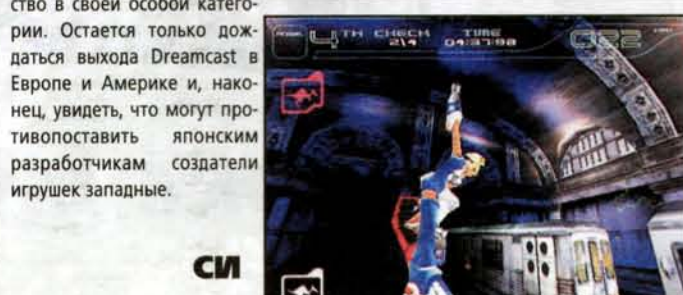 ство в своей особой катего-
рии. Остается только дож-
даться выхода Dreamcast в
Европе и Америке и, нако-
нец, увидеть, что могут про-
тивопоставить японским
разработчикам создатели
игрушек западные.
СИ
4TH CHECK TIME
2\4 04:37:98